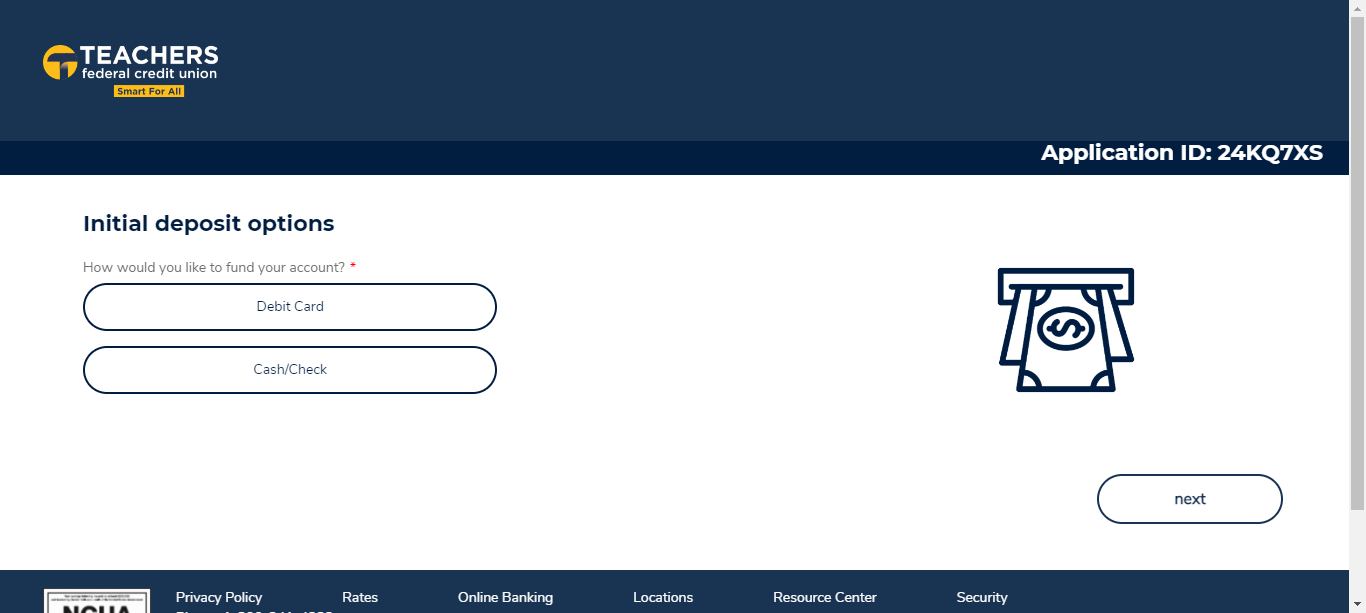 TEACHERS
federal credit union
Smart For All
Application ID: 24KQ7XS
Initial deposit options
How would you like to fund your account? *
Debit Card
Cash/Check
next
NCUA
Privacy Policy Rates Online Banking Locations Resource Center Security